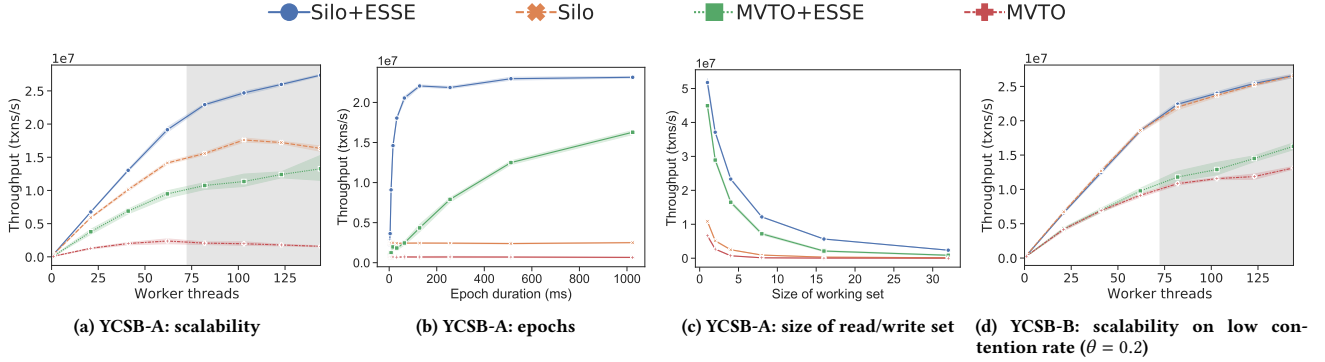 Silo+ESSE Silo MVTO+ESSE MVTO
1e7
Throughput (txns/s)
2.5
2.0
1.5
1.0
0.5
0.0
0 25 50 75 100 125
Worker threads
(a) YCSB-A: scalability
1e7
Throughput (txns/s)
2.0
1.5
1.0
0.5
0.0
0 200 400 600 800 1000
Epoch duration (ms)
(b) YCSB-A: epochs
1e7
Throughput (txns/s)
5
4
3
2
1
0
0 5 10 15 20 25 30
Size of working set
(c) YCSB-A: size of read/write set
1e7
Throughput (txns/s)
2.5
2.0
1.5
1.0
0.5
0.0
0 25 50 75 100 125
Worker threads
(d) YCSB-B: scalability on low con-
tention rate (θ = 0.2)